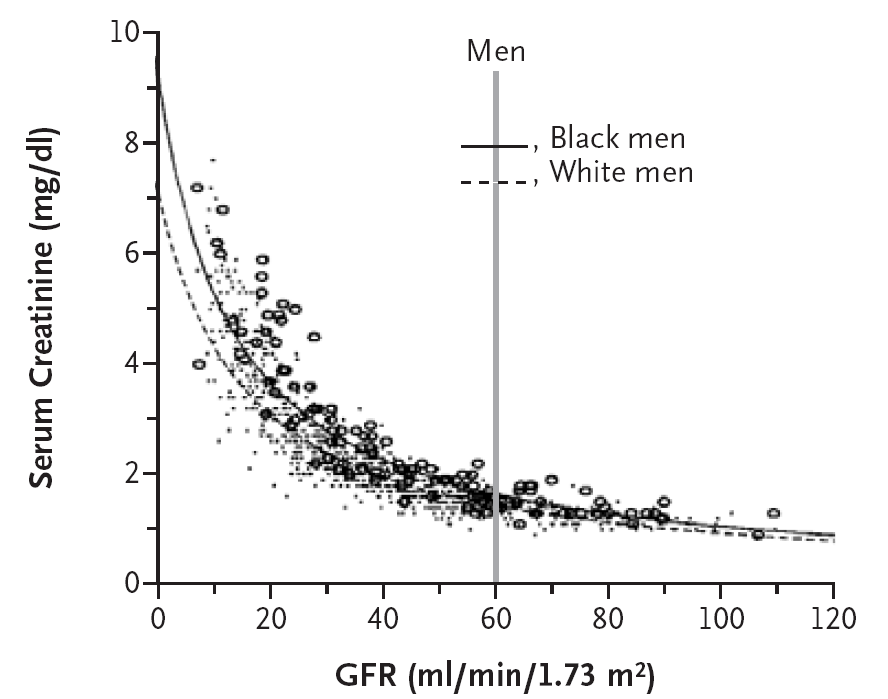 10
Men
, Black men
8
, White men
6
4
2
0
0 20 40 60 80 100 120
Serum Creatinine (mg/dl)
GFR (ml/min/1.73 m²)